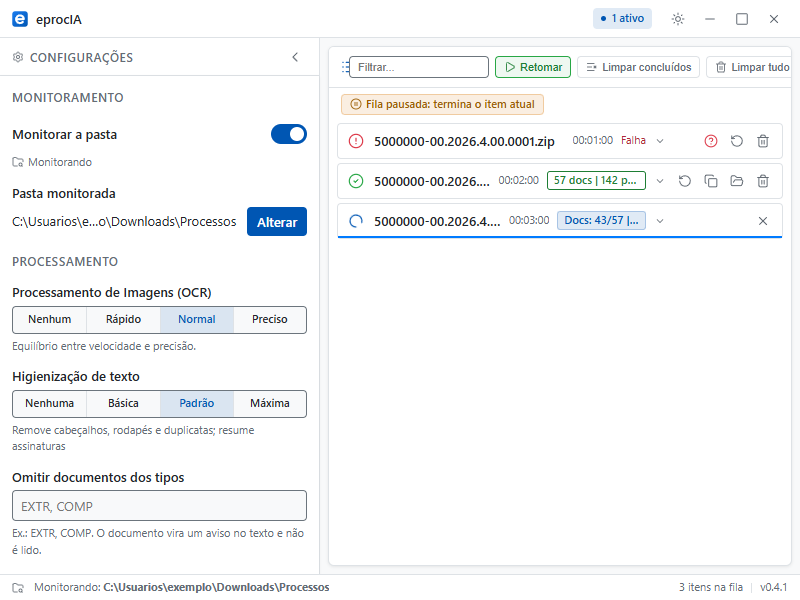 eprocIA
1 ativo
CONFIGURAÇÕES
MONITORAMENTO
Monitorar a pasta
Monitorando
Pasta monitorada
C:\Usuarios\e...o\Downloads\Processos
Alterar
PROCESSAMENTO
Processamento de Imagens (OCR)
Nenhum Rápido Normal Preciso
Equilíbrio entre velocidade e precisão.
Higienização de texto
Nenhuma Básica Padrão Máxima
Remove cabeçalhos, rodapés e duplicatas; resume
assinaturas
Omitir documentos dos tipos
EXTR, COMP
Ex.: EXTR, COMP. O documento vira um aviso no texto e não
é lido.
Filtrar...
Retomar
Limpar concluídos
Limpar tudo
Fila pausada: termina o item atual
5000000-00.2026.4.00.0001.zip 00:01:00 Falha
5000000-00.2026.... 00:02:00 57 docs | 142 p...
5000000-00.2026.4.... 00:03:00 Docs: 43/57 |...
Monitorando: C:\Usuarios\exemplo\Downloads\Processos
3 itens na fila
v0.4.1